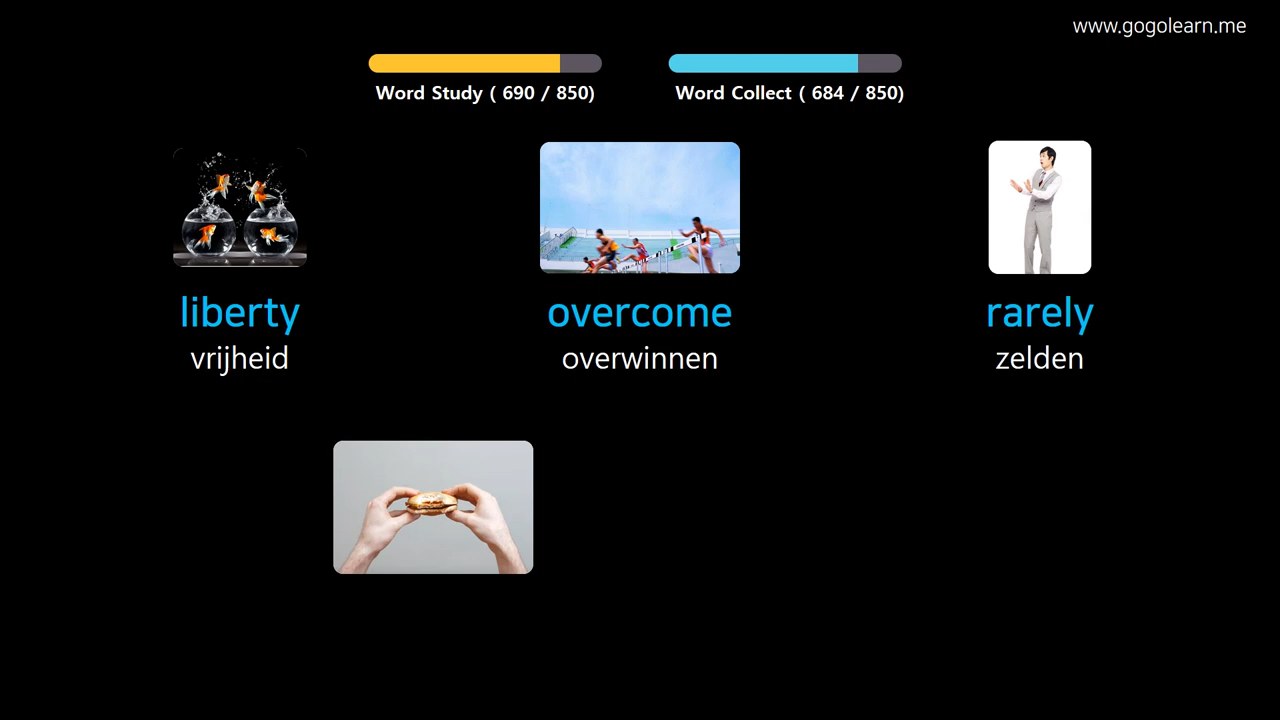 www.gogolearn.me
Word Study ( 690 / 850)
Word Collect ( 684 / 850)
liberty
vrijheid
overcome
overwinnen
rarely
zelden